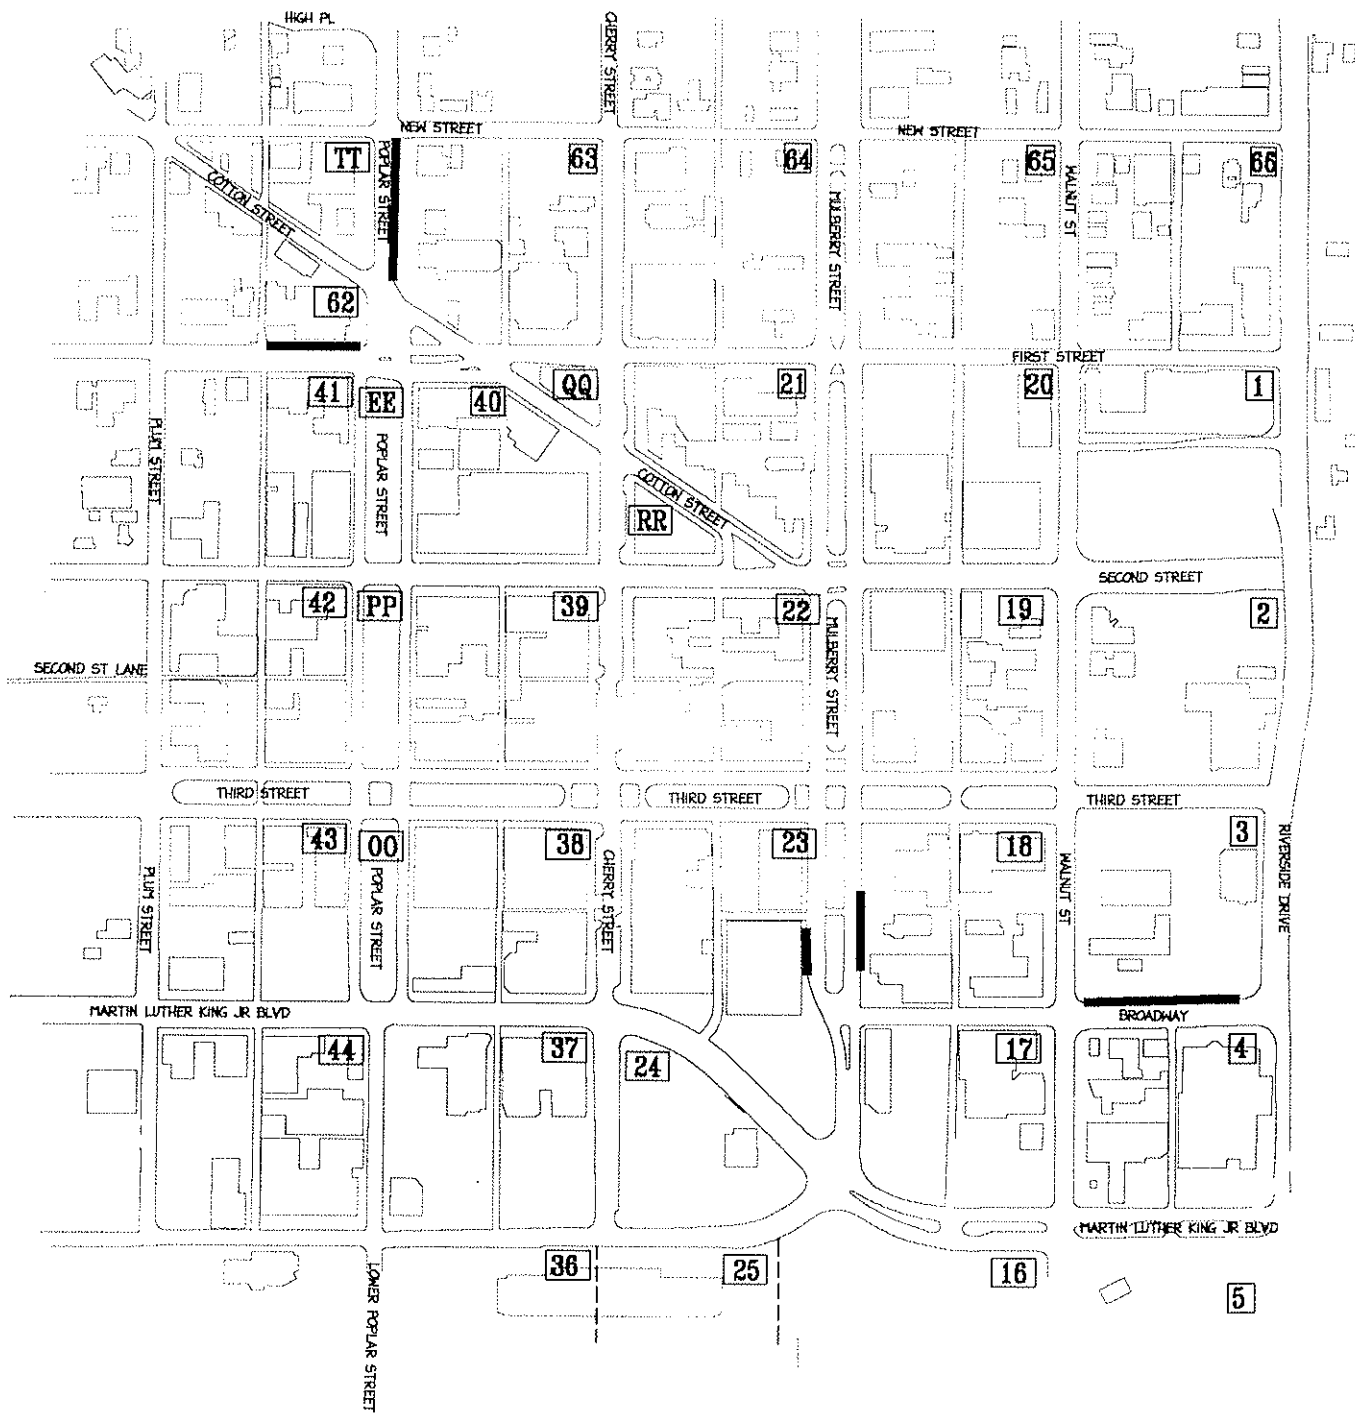 HIGH PL
CHERRY STREET
NEW STREET
NEW STREET
TT
POPLAR STREET
63
64
65
66
COTTON STREET
WALNUT ST
MULBERRY STREET
62
FIRST STREET
41
EE
40
QQ
21
20
1
PLUM STREET
POPLAR STREET
COTTON STREET
RR
SECOND STREET
42
PP
39
22
19
2
SECOND ST LANE
MULBERRY STREET
THIRD STREET
THIRD STREET
THIRD STREET
43
OO
38
23
18
3
PLUM STREET
POPLAR STREET
CHERRY STREET
WALNUT ST
RIVERSIDE DRIVE
MARTIN LUTHER KING JR BLVD
BROADWAY
44
37
24
17
4
MARTIN LUTHER KING JR BLVD
36
25
16
5
LOWER POPLAR STREET